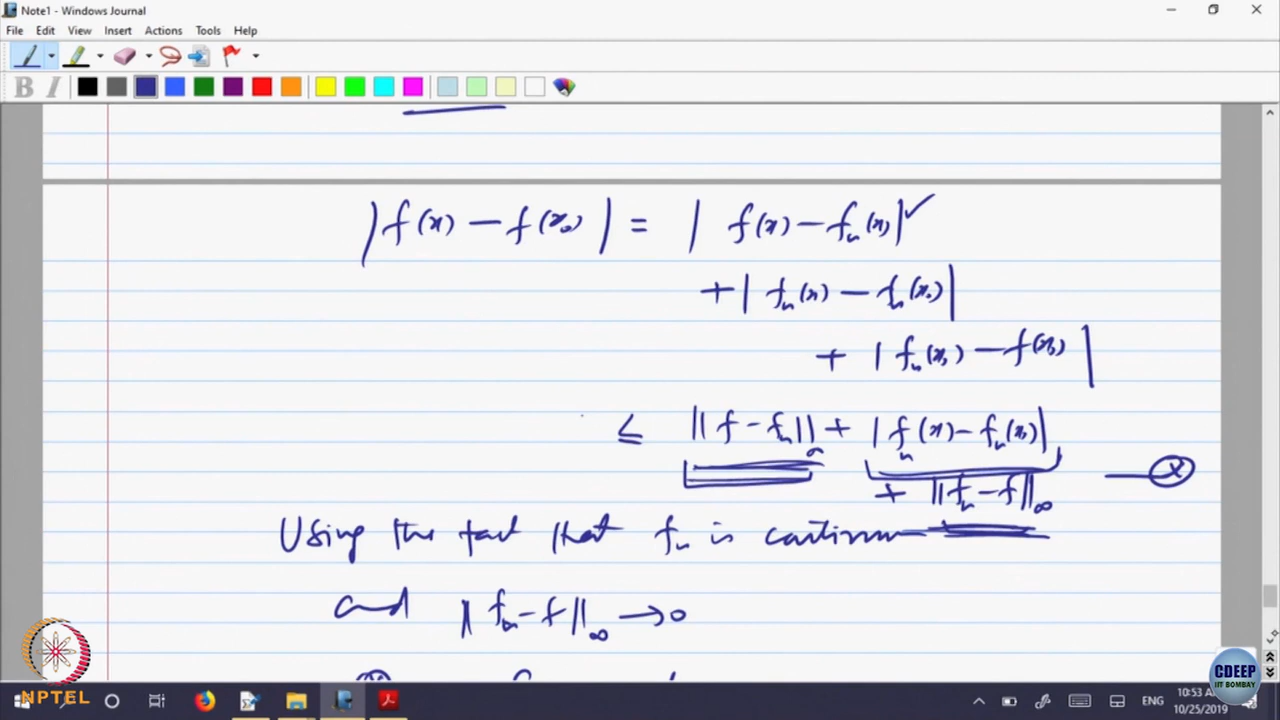 Note1 - Windows Journal
File Edit View Insert Actions Tools Help
B I
|f(x) − f(x₀)| = | f(x) − fₙ(x)| ✓
+ | fₙ(x) − fₙ(x₀)|
+ | fₙ(x₀) − f(x₀) |
≤ ||f − fₙ||∞ + | fₙ(x) − fₙ(x₀)|
+ ||fₙ − f||∞ — ⊗
Using the fact that fₙ is
and || fₙ − f ||∞ → 0
NPTEL
CDEEP
IIT BOMBAY
ENG
10:53 A
10/25/2019